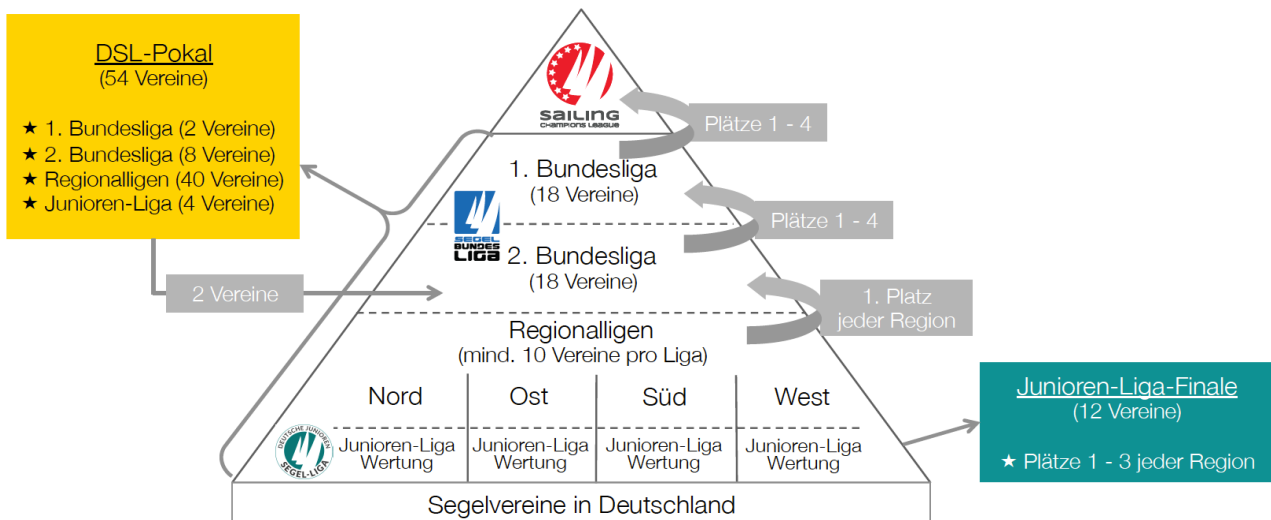 DSL-Pokal
(54 Vereine)
★ 1. Bundesliga (2 Vereine)
★ 2. Bundesliga (8 Vereine)
★ Regionalligen (40 Vereine)
★ Junioren-Liga (4 Vereine)
2 Vereine
SAILING
CHAMPIONS LEAGUE
Plätze 1 - 4
1. Bundesliga
(18 Vereine)
Plätze 1 - 4
SEGEL
BUNDES
LIGA
2. Bundesliga
(18 Vereine)
1. Platz
jeder Region
Regionalligen
(mind. 10 Vereine pro Liga)
Nord
Ost
Süd
West
DEUTSCHE JUNIOREN
SEGEL-LIGA
Junioren-Liga
Wertung
Junioren-Liga
Wertung
Junioren-Liga
Wertung
Junioren-Liga
Wertung
Segelvereine in Deutschland
Junioren-Liga-Finale
(12 Vereine)
★ Plätze 1 - 3 jeder Region